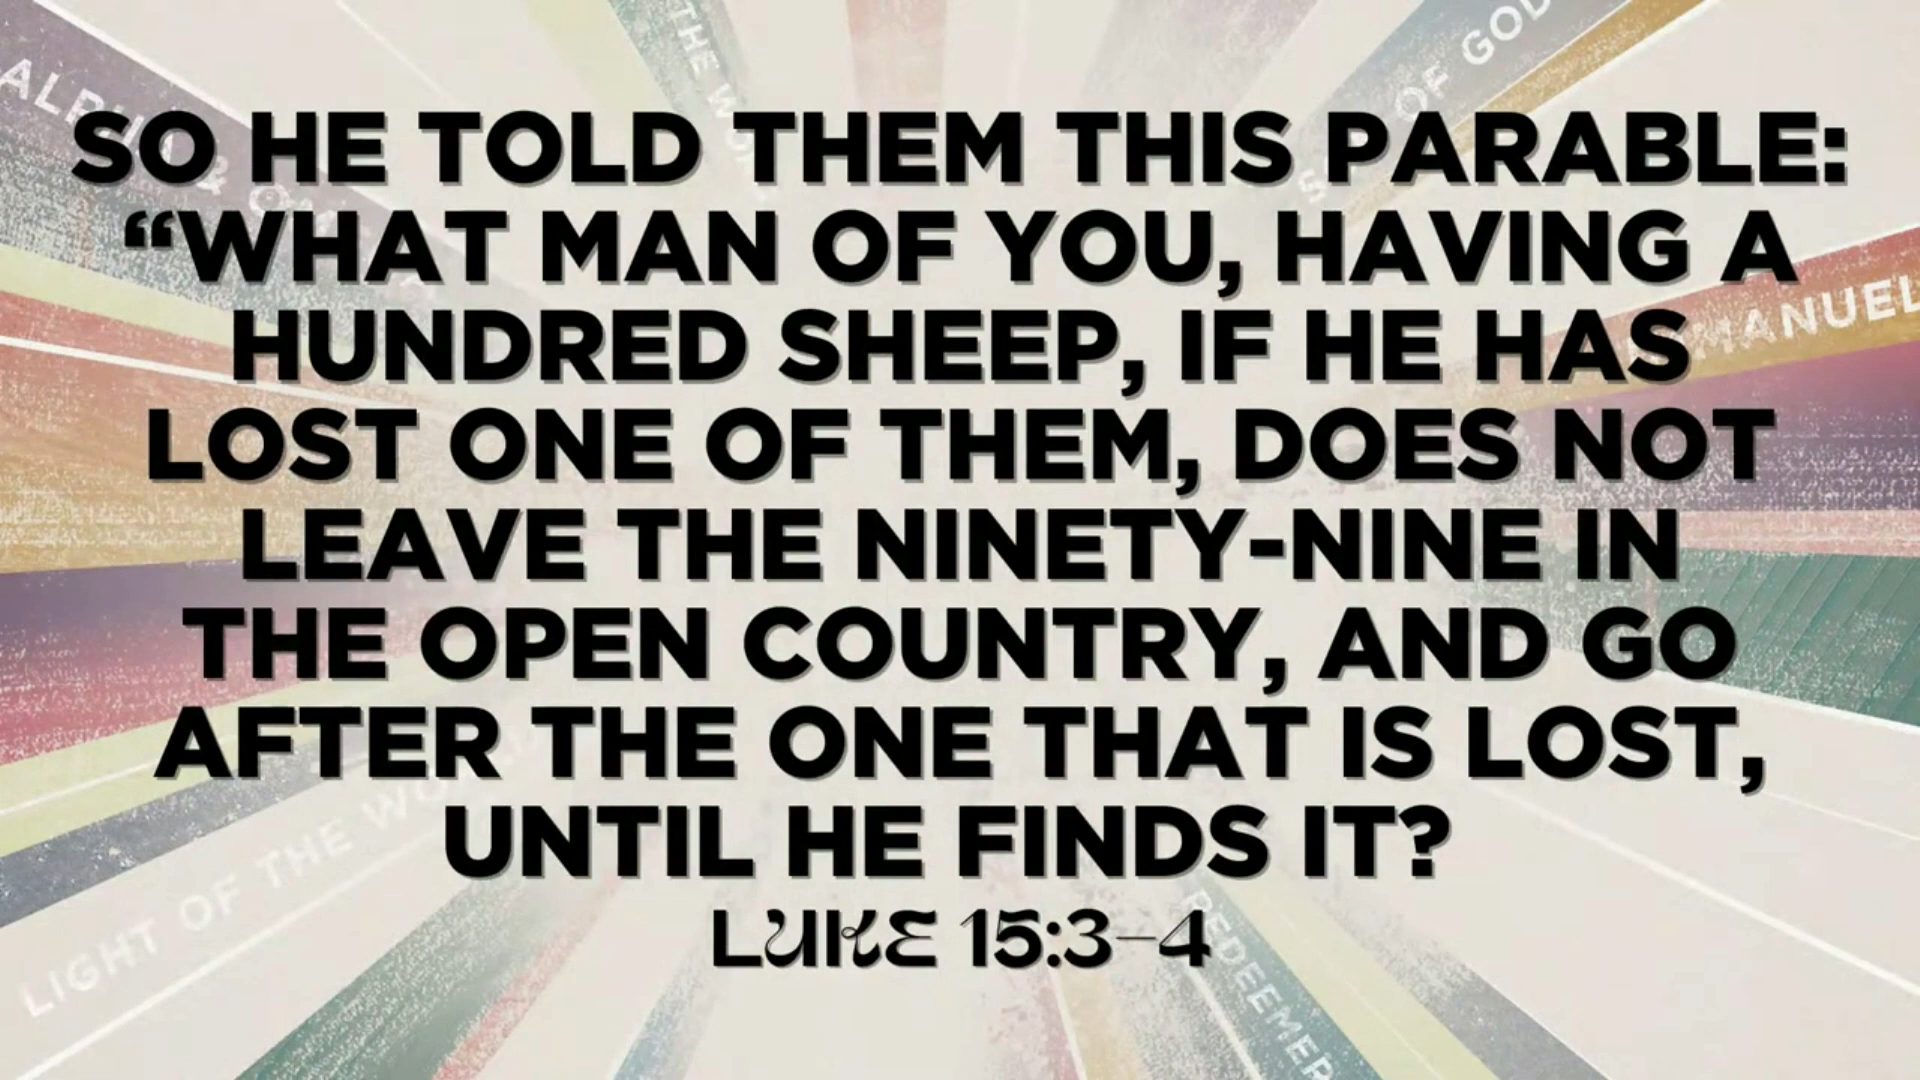 SO HE TOLD THEM THIS PARABLE:
“WHAT MAN OF YOU, HAVING A
HUNDRED SHEEP, IF HE HAS
LOST ONE OF THEM, DOES NOT
LEAVE THE NINETY-NINE IN
THE OPEN COUNTRY, AND GO
AFTER THE ONE THAT IS LOST,
UNTIL HE FINDS IT?
LUKE 15:3–4
THE
OF GOD
MANUEL
LIGHT OF THE
REDEEMER